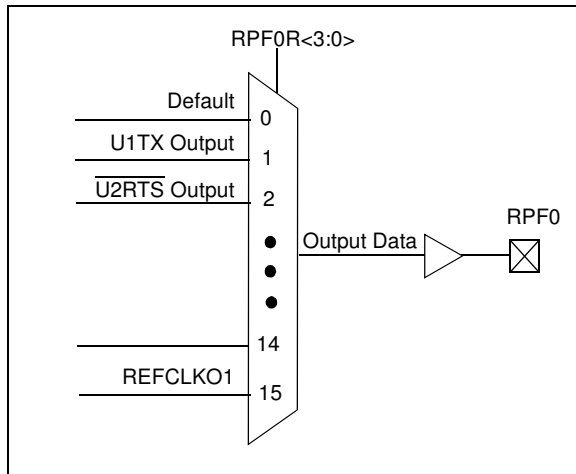 RPF0R<3:0>
Default
0
U1TX Output
1
U2RTS Output
2
RPF0
Output Data
14
REFCLKO1
15